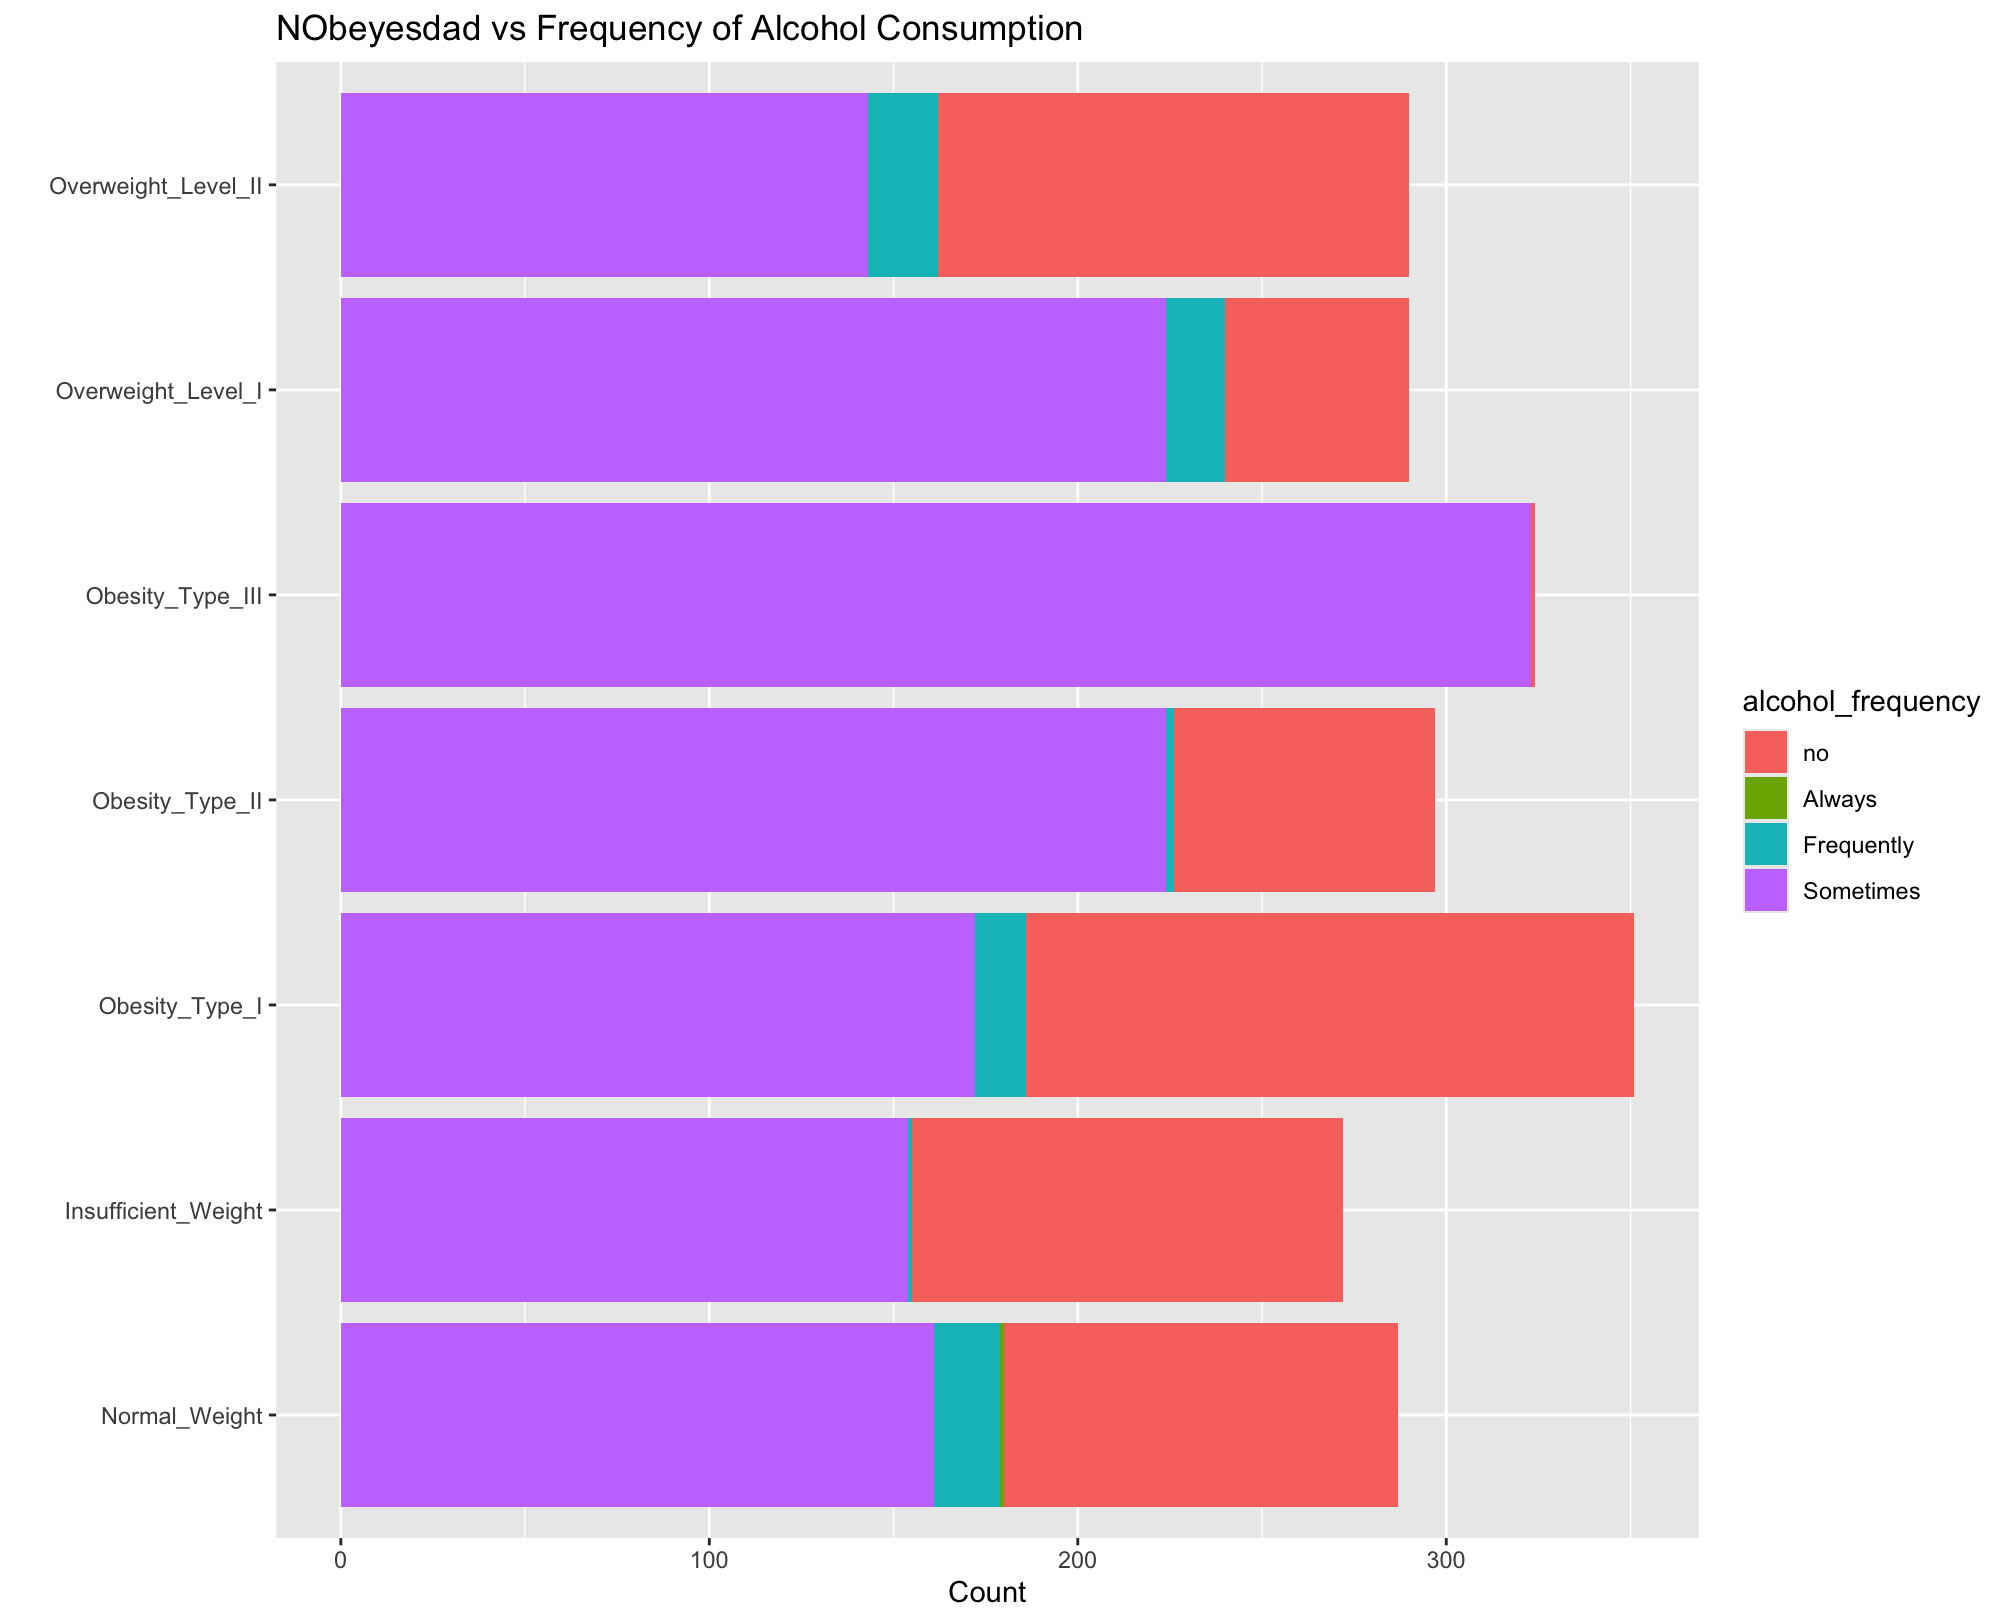 NObeyesdad vs Frequency of Alcohol Consumption
Overweight_Level_II
Overweight_Level_I
Obesity_Type_III
Obesity_Type_II
Obesity_Type_I
Insufficient_Weight
Normal_Weight
0 100 200 300
Count
alcohol_frequency
no
Always
Frequently
Sometimes